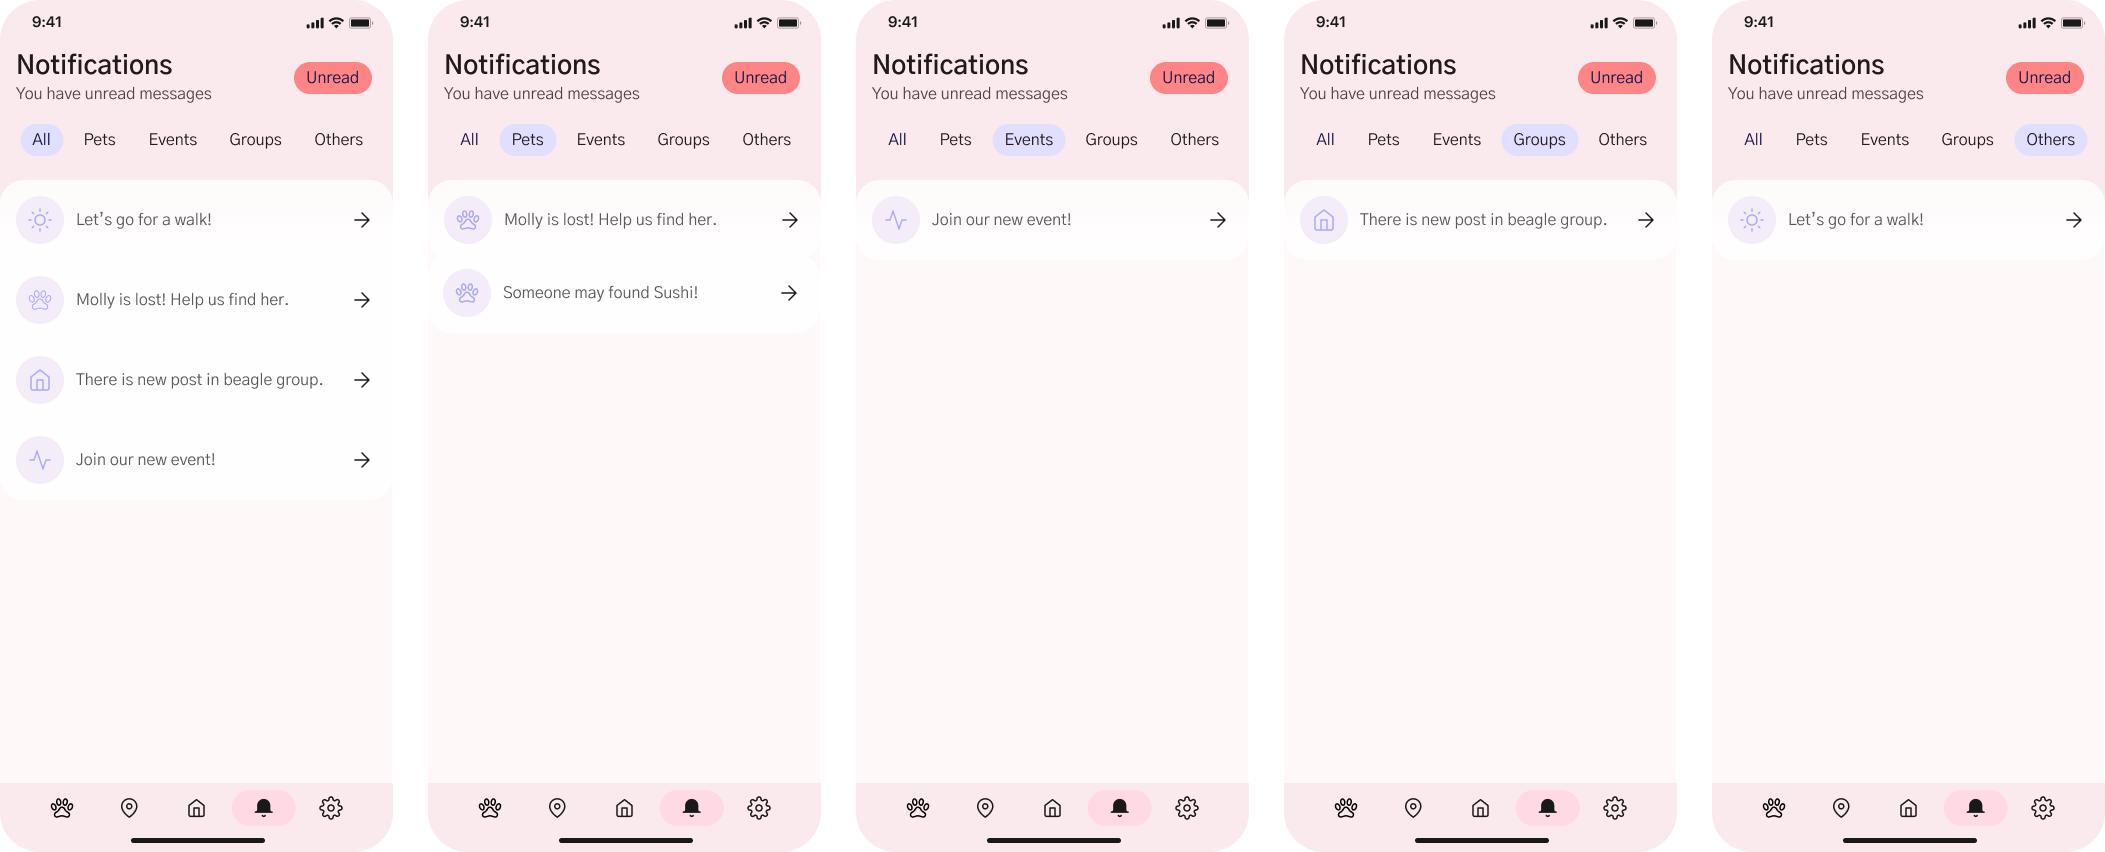 9:41
Notifications
You have unread messages
Unread
All Pets Events Groups Others
Let's go for a walk!
Molly is lost! Help us find her.
There is new post in beagle group.
Join our new event!
9:41
Notifications
You have unread messages
Unread
All Pets Events Groups Others
Molly is lost! Help us find her.
Someone may found Sushi!
9:41
Notifications
You have unread messages
Unread
All Pets Events Groups Others
Join our new event!
9:41
Notifications
You have unread messages
Unread
All Pets Events Groups Others
There is new post in beagle group.
9:41
Notifications
You have unread messages
Unread
All Pets Events Groups Others
Let's go for a walk!